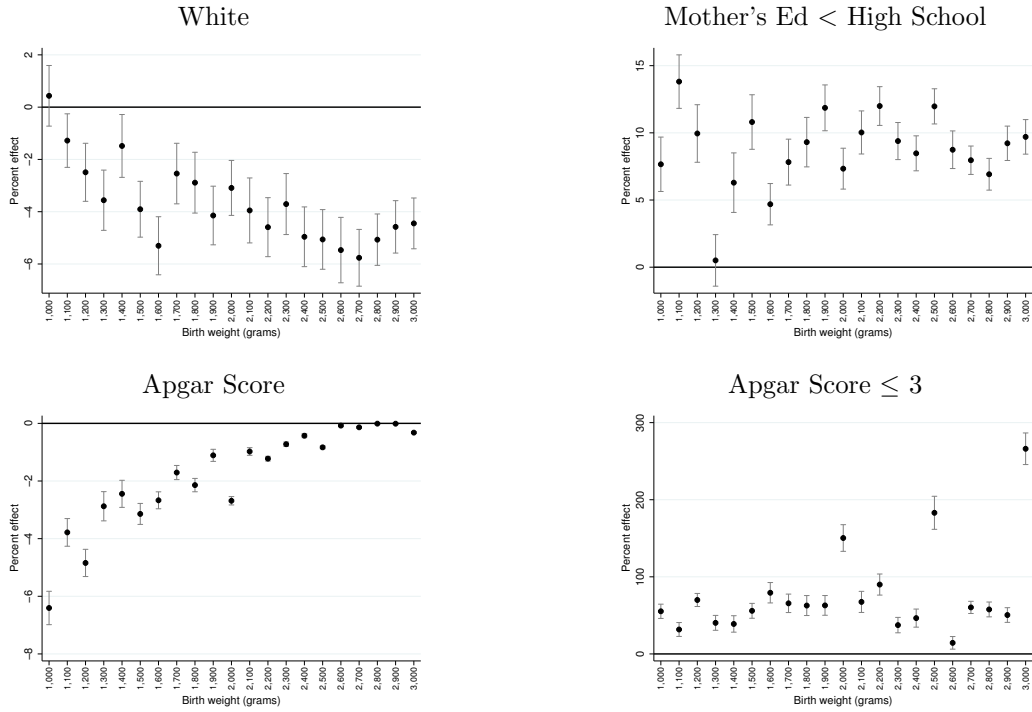 White
Percent effect
2
0
-2
-4
-6
1,000 1,100 1,200 1,300 1,400 1,500 1,600 1,700 1,800 1,900 2,000 2,100 2,200 2,300 2,400 2,500 2,600 2,700 2,800 2,900 3,000
Birth weight (grams)
Mother's Ed < High School
Percent effect
15
10
5
0
1,000 1,100 1,200 1,300 1,400 1,500 1,600 1,700 1,800 1,900 2,000 2,100 2,200 2,300 2,400 2,500 2,600 2,700 2,800 2,900 3,000
Birth weight (grams)
Apgar Score
Percent effect
0
-2
-4
-6
-8
1,000 1,100 1,200 1,300 1,400 1,500 1,600 1,700 1,800 1,900 2,000 2,100 2,200 2,300 2,400 2,500 2,600 2,700 2,800 2,900 3,000
Birth weight (grams)
Apgar Score ≤ 3
Percent effect
300
200
100
0
1,000 1,100 1,200 1,300 1,400 1,500 1,600 1,700 1,800 1,900 2,000 2,100 2,200 2,300 2,400 2,500 2,600 2,700 2,800 2,900 3,000
Birth weight (grams)